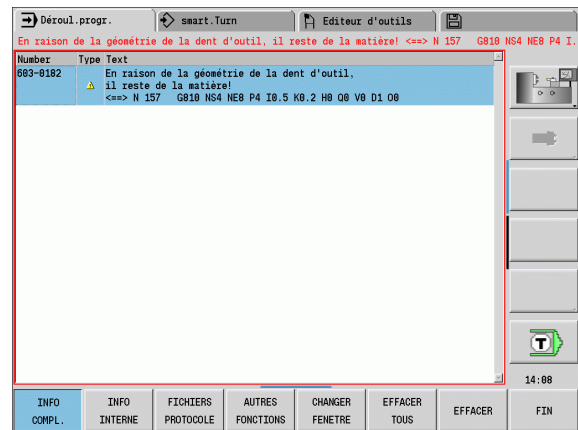 Déroul.progr. smart.Turn Editeur d'outils
En raison de la géométrie de la dent d'outil, il reste de la matière! <==> N 157 G810 NS4 NE8 P4 I.
Number Type Text
603-0182 En raison de la géométrie de la dent d'outil,
il reste de la matière!
<==> N 157 G810 NS4 NE8 P4 I0.5 K0.2 H0 Q0 V0 D1 O0
T
14:08
INFO COMPL.
INFO INTERNE
FICHIERS PROTOCOLE
AUTRES FONCTIONS
CHANGER FENETRE
EFFACER TOUS
EFFACER
FIN